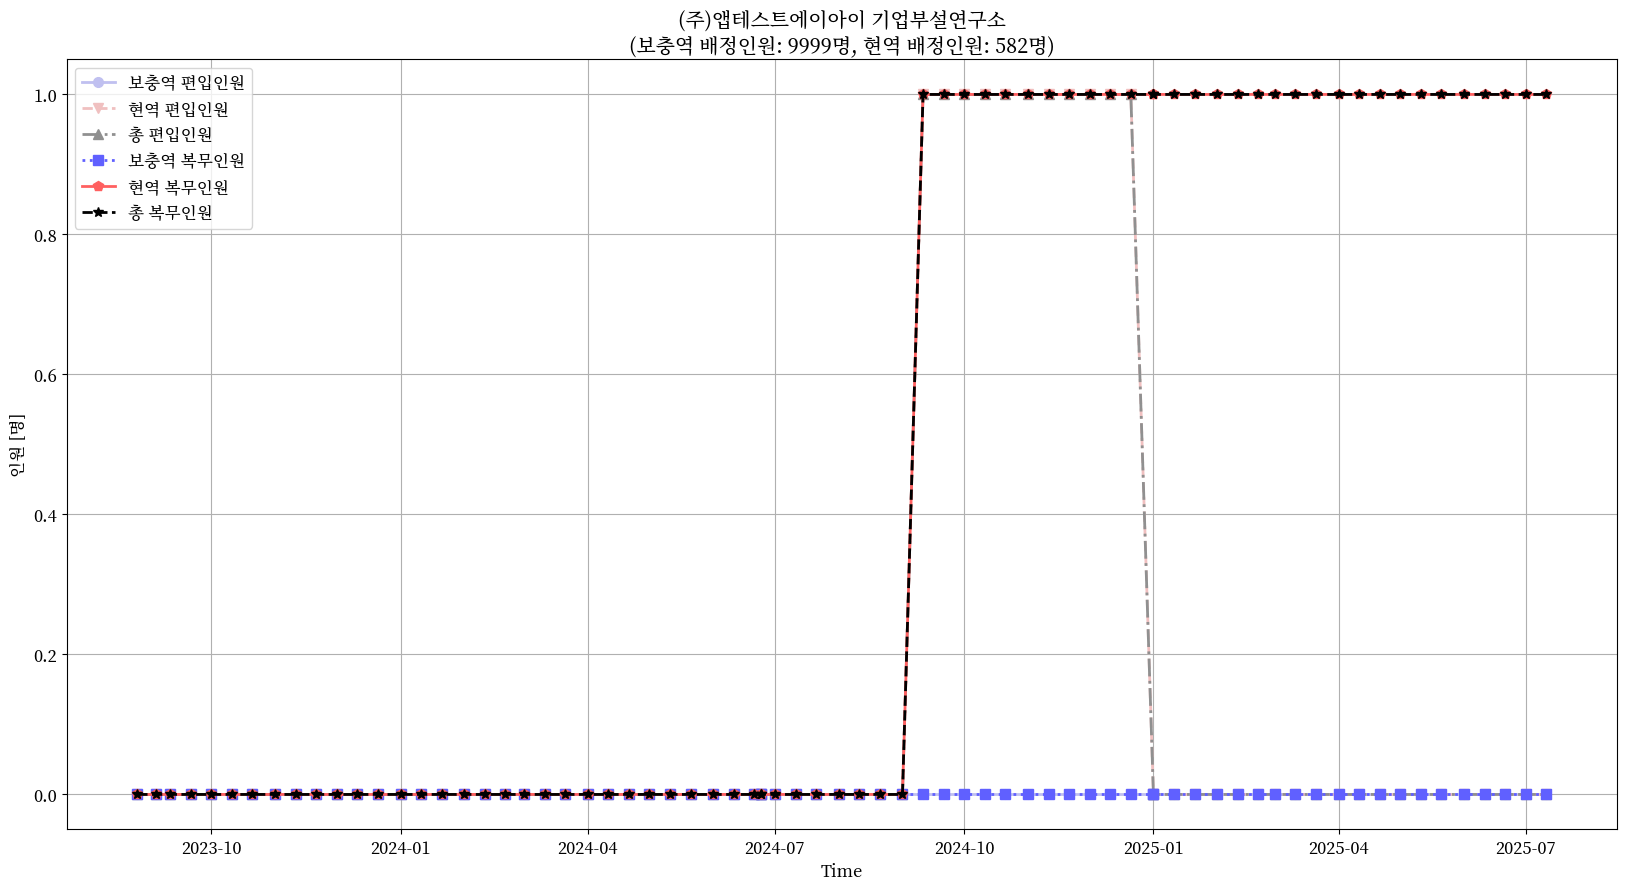 (주)앱테스트에이아이 기업부설연구소
(보충역 배정인원: 9999명, 현역 배정인원: 582명)
보충역 편입인원
현역 편입인원
총 편입인원
보충역 복무인원
현역 복무인원
총 복무인원
1.0
0.8
0.6
0.4
0.2
0.0
인원 [명]
2023-10 2024-01 2024-04 2024-07 2024-10 2025-01 2025-04 2025-07
Time